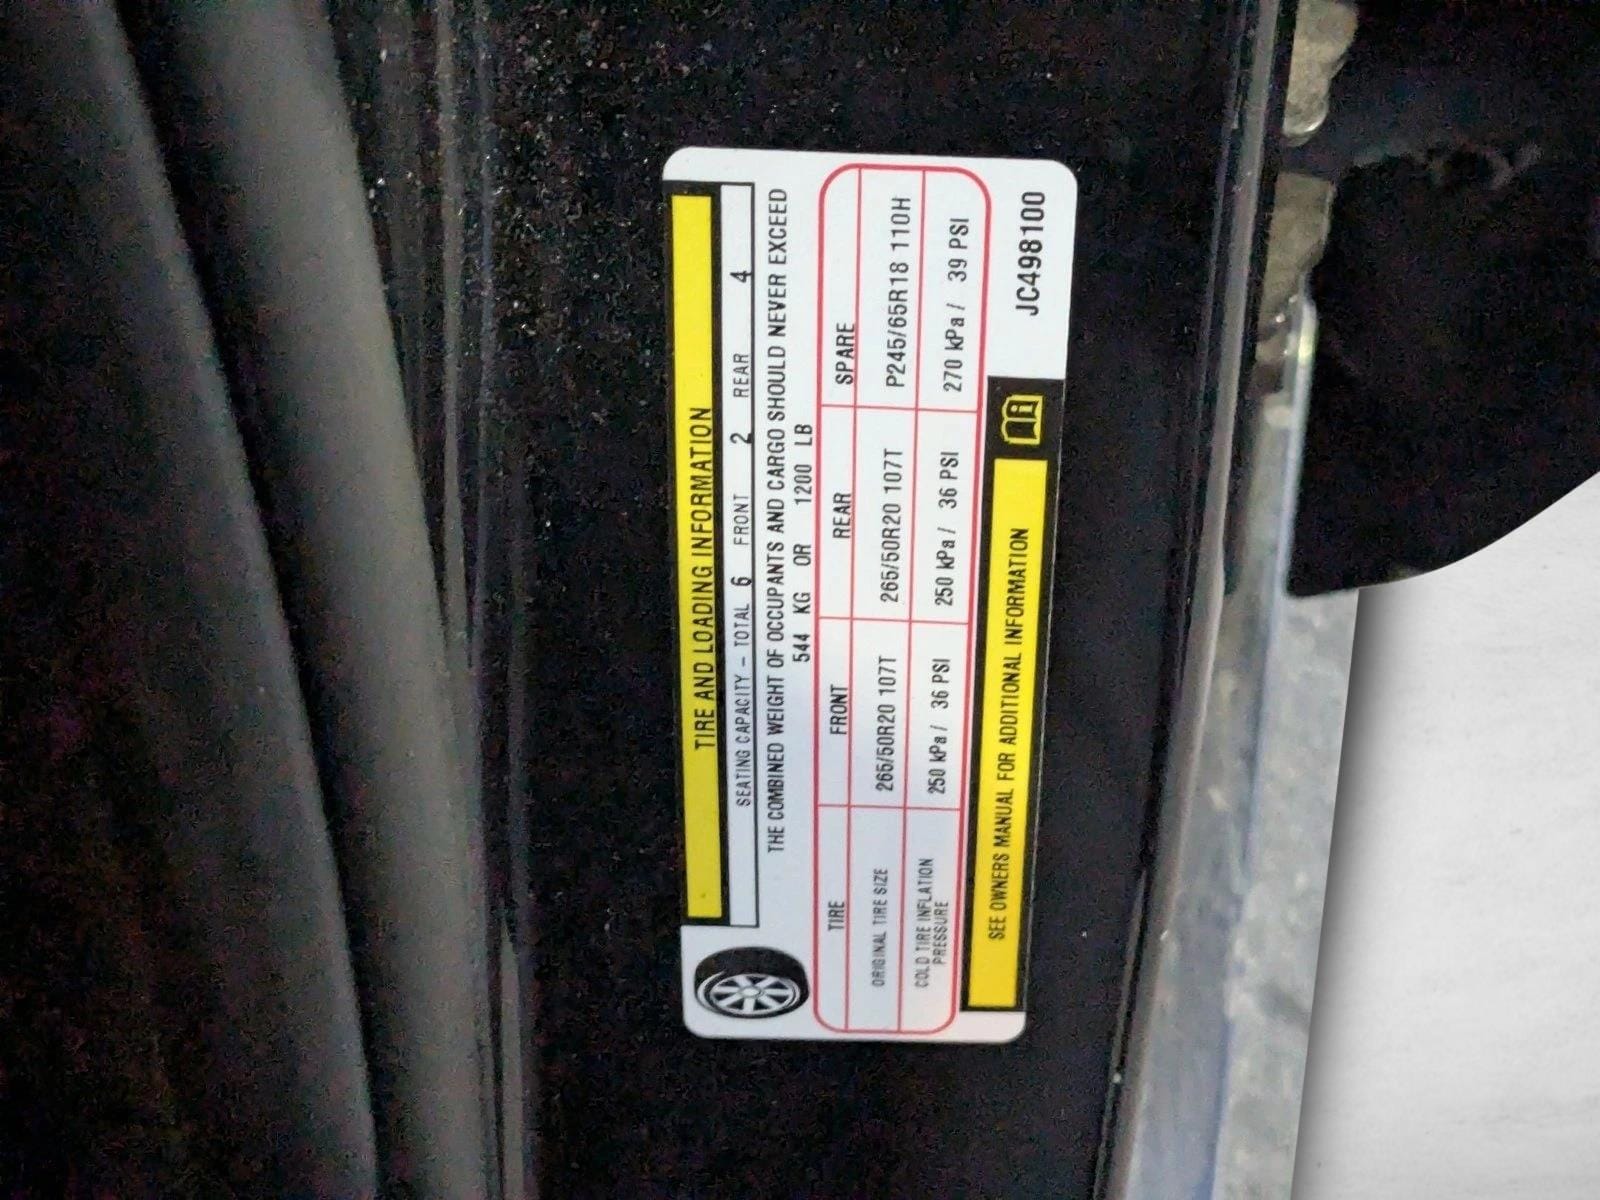 TIRE AND LOADING INFORMATION
SEATING CAPACITY – TOTAL 6 FRONT 2 REAR 4
THE COMBINED WEIGHT OF OCCUPANTS AND CARGO SHOULD NEVER EXCEED
544 KG OR 1200 LB
TIRE FRONT REAR SPARE
ORIGINAL TIRE SIZE 265/50R20 107T 265/50R20 107T P245/65R18 110H
COLD TIRE INFLATION
PRESSURE 250 kPa / 36 PSI 250 kPa / 36 PSI 270 kPa / 39 PSI
SEE OWNERS MANUAL FOR ADDITIONAL INFORMATION
JC498100